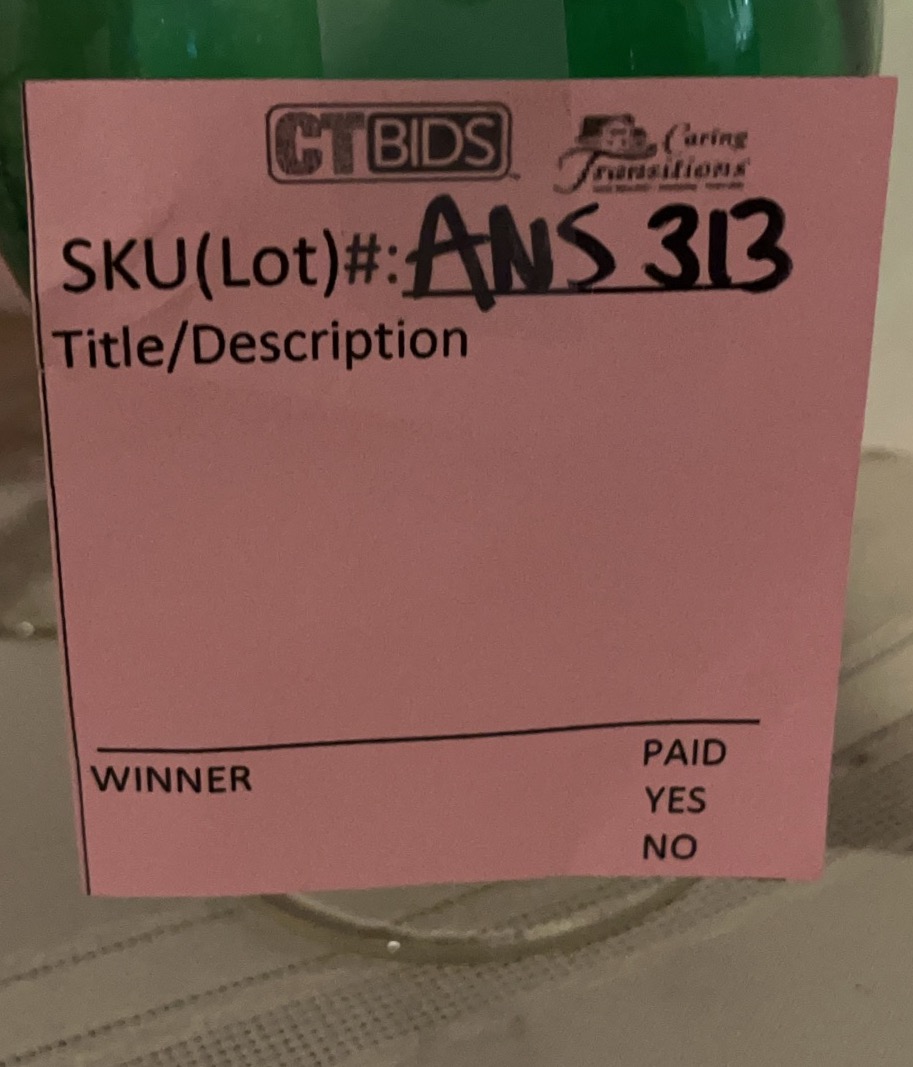 CTBIDS Caring
Transitions
SKU(Lot)#: ANS 313
Title/Description
WINNER
PAID
YES
NO